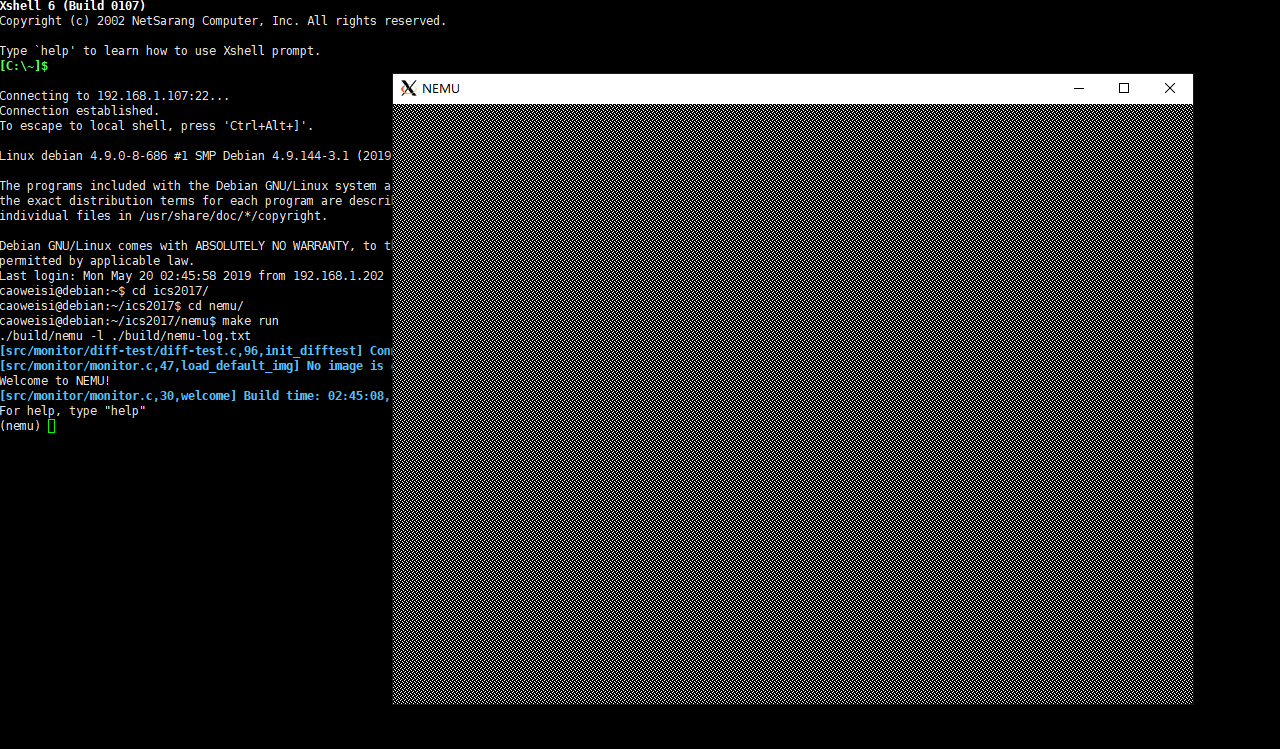 Xshell 6 (Build 0107)
Copyright (c) 2002 NetSarang Computer, Inc. All rights reserved.
Type `help' to learn how to use Xshell prompt.
[C:\~]$
Connecting to 192.168.1.107:22...
Connection established.
To escape to local shell, press 'Ctrl+Alt+]'.
Linux debian 4.9.0-8-686 #1 SMP Debian 4.9.144-3.1 (2019
The programs included with the Debian GNU/Linux system a
the exact distribution terms for each program are descri
individual files in /usr/share/doc/*/copyright.
Debian GNU/Linux comes with ABSOLUTELY NO WARRANTY, to t
permitted by applicable law.
Last login: Mon May 20 02:45:58 2019 from 192.168.1.202
caoweisi@debian:~$ cd ics2017/
caoweisi@debian:~/ics2017$ cd nemu/
caoweisi@debian:~/ics2017/nemu$ make run
./build/nemu -l ./build/nemu-log.txt
[src/monitor/diff-test/diff-test.c,96,init_difftest] Con
[src/monitor/monitor.c,47,load_default_img] No image is
Welcome to NEMU!
[src/monitor/monitor.c,30,welcome] Build time: 02:45:08,
For help, type "help"
(nemu)
NEMU